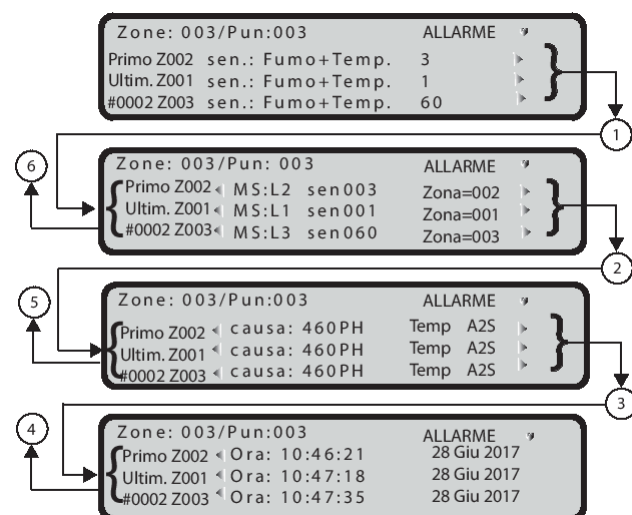 Zone: 003/Pun:003 ALLARME
Primo Z002 sen.: Fumo+Temp. 3
Ultim. Z001 sen.: Fumo+Temp. 1
#0002 Z003 sen.: Fumo+Temp. 60
1
6
Zone: 003/Pun: 003 ALLARME
Primo Z002 MS:L2 sen003 Zona=002
Ultim. Z001 MS:L1 sen001 Zona=001
#0002 Z003 MS:L3 sen060 Zona=003
2
5
Zone: 003/Pun:003 ALLARME
Primo Z002 causa: 460PH Temp A2S
Ultim. Z001 causa: 460PH Temp A2S
#0002 Z003 causa: 460PH Temp A2S
3
4
Zone: 003/Pun:003 ALLARME
Primo Z002 Ora: 10:46:21 28 Giu 2017
Ultim. Z001 Ora: 10:47:18 28 Giu 2017
#0002 Z003 Ora: 10:47:35 28 Giu 2017